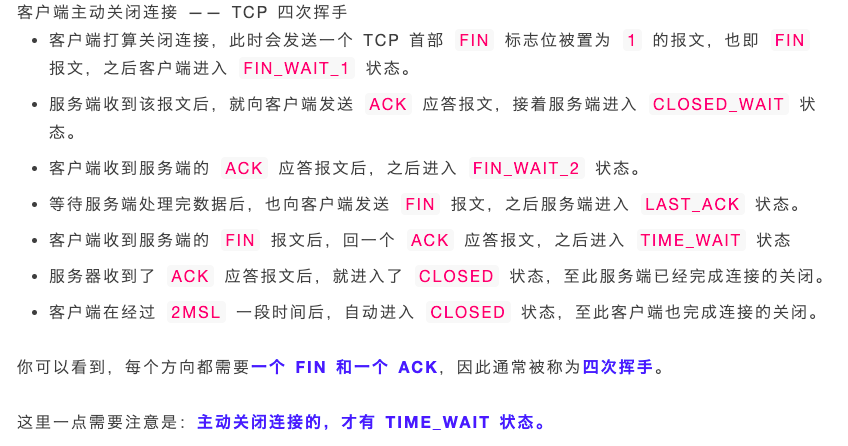 客户端主动关闭连接 —— TCP 四次挥手
• 客户端打算关闭连接，此时会发送一个 TCP 首部 FIN 标志位被置为 1 的报文，也即 FIN
报文，之后客户端进入 FIN_WAIT_1 状态。
• 服务端收到该报文后，就向客户端发送 ACK 应答报文，接着服务端进入 CLOSED_WAIT 状
态。
• 客户端收到服务端的 ACK 应答报文后，之后进入 FIN_WAIT_2 状态。
• 等待服务端处理完数据后，也向客户端发送 FIN 报文，之后服务端进入 LAST_ACK 状态。
• 客户端收到服务端的 FIN 报文后，回一个 ACK 应答报文，之后进入 TIME_WAIT 状态
• 服务器收到了 ACK 应答报文后，就进入了 CLOSED 状态，至此服务端已经完成连接的关闭。
• 客户端在经过 2MSL 一段时间后，自动进入 CLOSED 状态，至此客户端也完成连接的关闭。
你可以看到，每个方向都需要一个 FIN 和一个 ACK，因此通常被称为四次挥手。
这里一点需要注意是：主动关闭连接的，才有 TIME_WAIT 状态。